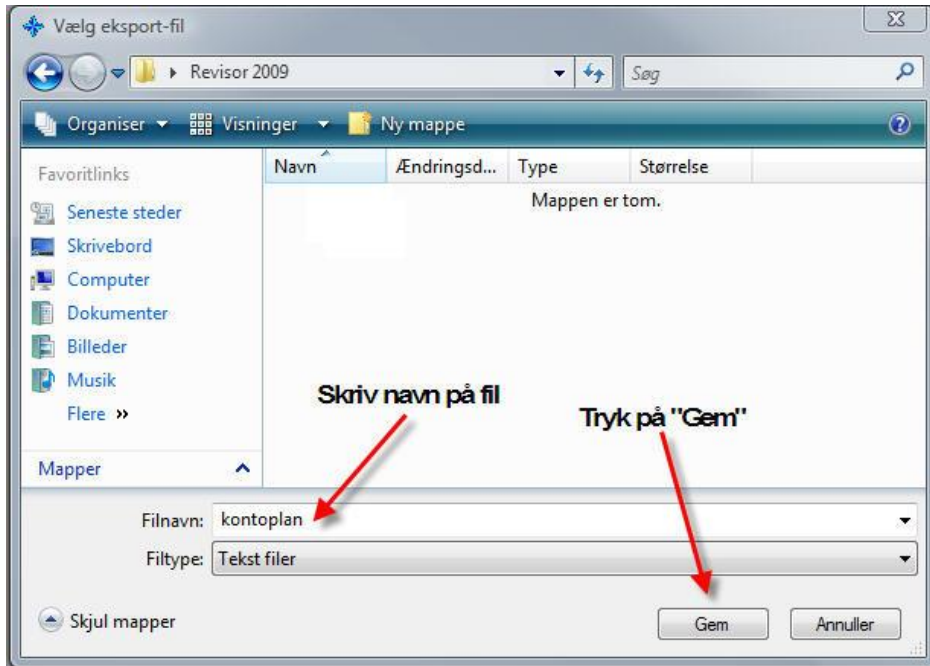 Vælg eksport-fil
Revisor 2009
Søg
Organiser Visninger Ny mappe
Favoritlinks
Navn Ændringsd... Type Størrelse
Mappen er tom.
Seneste steder
Skrivebord
Computer
Dokumenter
Billeder
Musik
Flere »
Skriv navn på fil
Tryk på "Gem"
Mapper
Filnavn: kontoplan
Filtype: Tekst filer
Skjul mapper
Gem Annuller